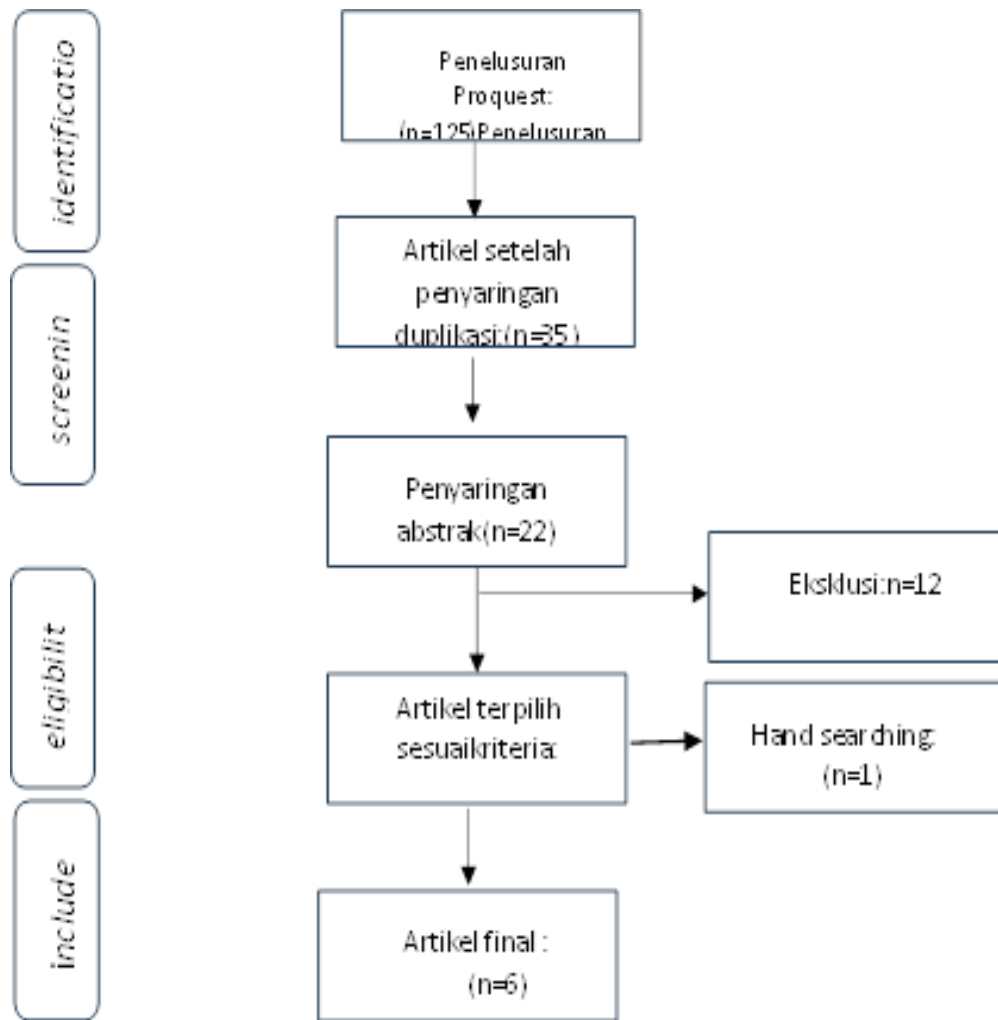 identificatio
Penelusuran
Proquest:
(n=125)Penelusuran
Artikel setelah
penyaringan
duplikasi:(n=35)
screenin
Penyaringan
abstrak(n=22)
Eksklusi:n=12
eligibilit
Artikel terpilih
sesuaikriteria:
Hand searching:
(n=1)
include
Artikel final :
(n=6)